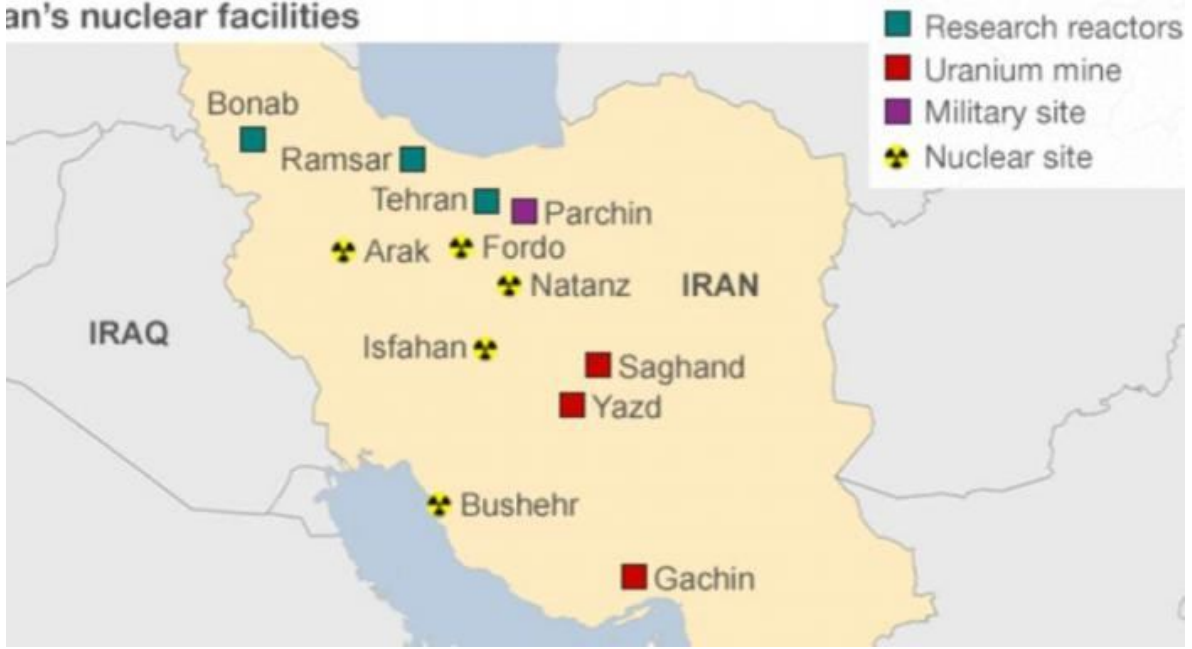 an's nuclear facilities
Research reactors
Uranium mine
Military site
Nuclear site
Bonab
Ramsar
Tehran
Parchin
Arak
Fordo
Natanz
IRAN
IRAQ
Isfahan
Saghand
Yazd
Bushehr
Gachin